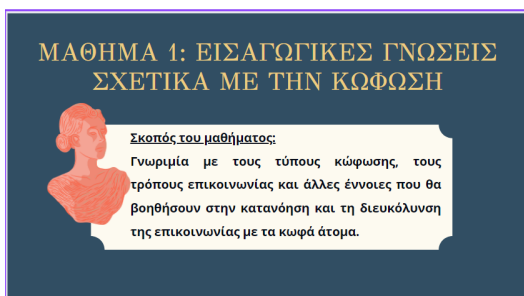 ΜΑΘΗΜΑ 1: ΕΙΣΑΓΩΓΙΚΕΣ ΓΝΩΣΕΙΣ
ΣΧΕΤΙΚΑ ΜΕ ΤΗΝ ΚΩΦΩΣΗ
Σκοπός του μαθήματος:
Γνωριμία με τους τύπους κώφωσης, τους
τρόπους επικοινωνίας και άλλες έννοιες που θα
βοηθήσουν στην κατανόηση και τη διευκόλυνση
της επικοινωνίας με τα κωφά άτομα.